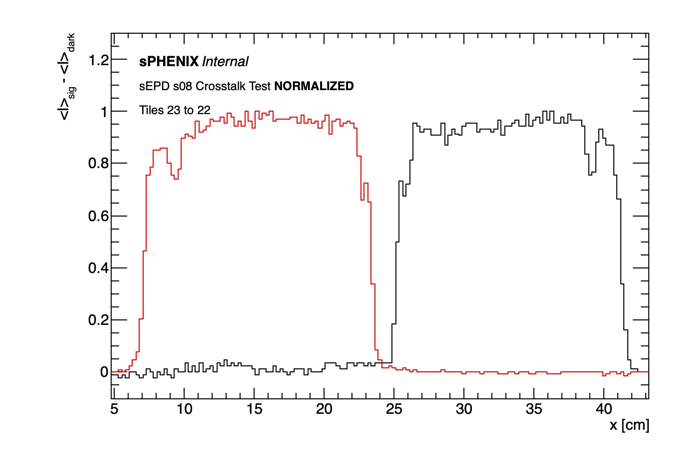 <I>sig - <I>dark
sPHENIX Internal
sEPD s08 Crosstalk Test NORMALIZED
Tiles 23 to 22
1.2
1
0.8
0.6
0.4
0.2
0
5 10 15 20 25 30 35 40
x [cm]